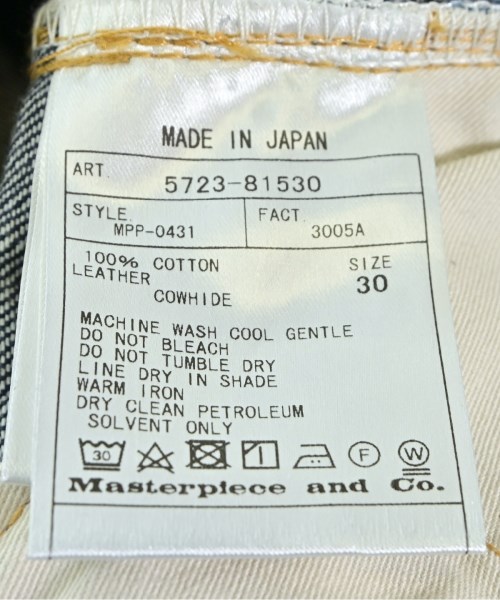 MADE IN JAPAN
ART. 5723-81530
STYLE. MPP-0431 FACT. 3005A
100% COTTON
LEATHER
COWHIDE
SIZE
30
MACHINE WASH COOL GENTLE
DO NOT BLEACH
DO NOT TUMBLE DRY
LINE DRY IN SHADE
WARM IRON
DRY CLEAN PETROLEUM
SOLVENT ONLY
30 F W
Masterpiece and Co.